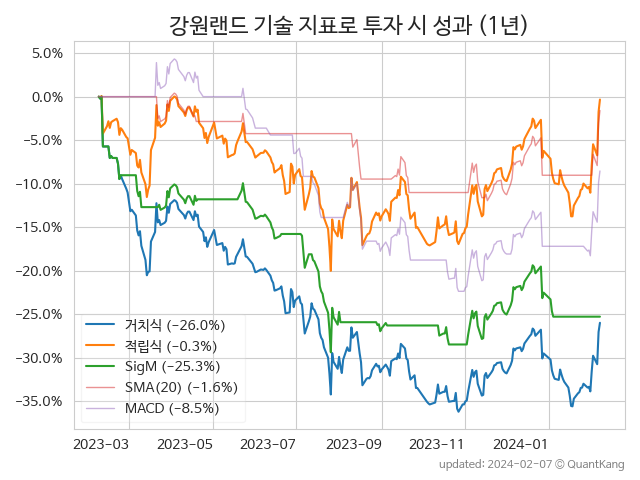 강원랜드 기술 지표로 투자 시 성과 (1년)
5.0%
0.0%
−5.0%
−10.0%
−15.0%
−20.0%
−25.0%
−30.0%
−35.0%
거치식 (−26.0%)
적립식 (−0.3%)
SigM (−25.3%)
SMA(20) (−1.6%)
MACD (−8.5%)
2023−03 2023−05 2023−07 2023−09 2023−11 2024−01
updated: 2024−02−07 © QuantKang